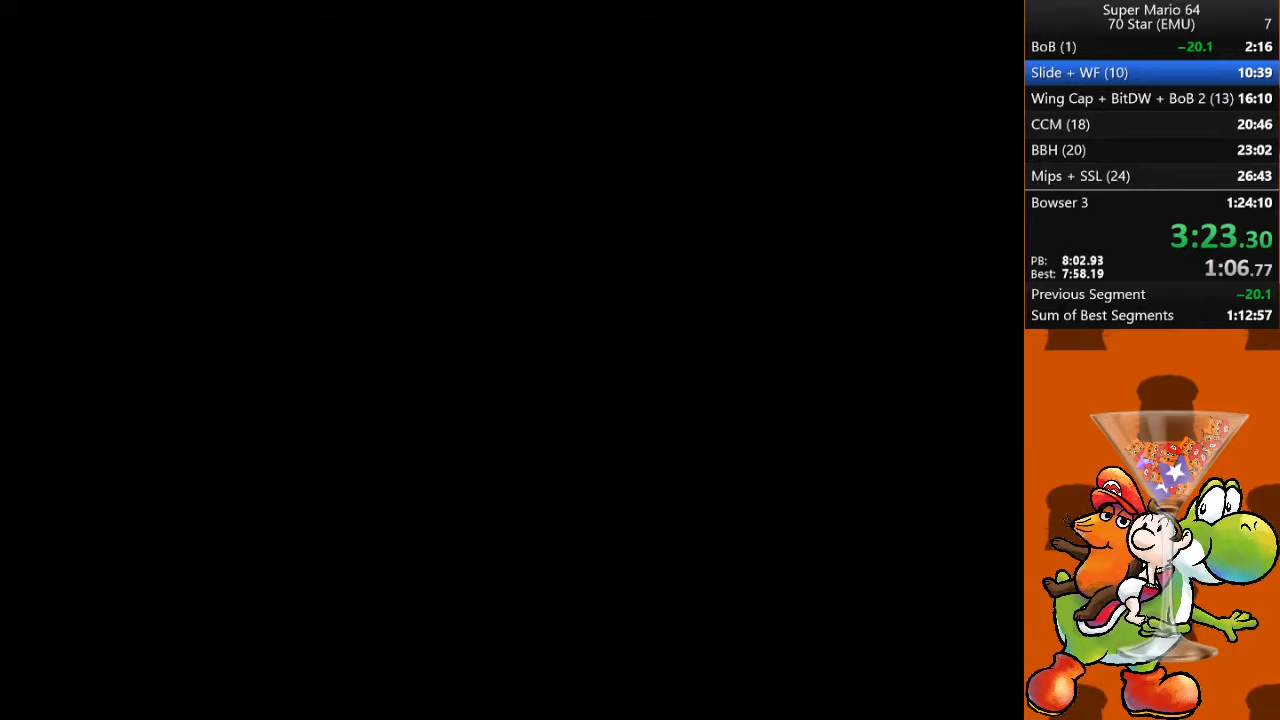 Super Mario 64
70 Star (EMU) 7
BoB (1) −20.1 2:16
Slide + WF (10) 10:39
Wing Cap + BitDW + BoB 2 (13) 16:10
CCM (18) 20:46
BBH (20) 23:02
Mips + SSL (24) 26:43
Bowser 3 1:24:10
3:23.30
PB: 8:02.93
Best: 7:58.19 1:06.77
Previous Segment −20.1
Sum of Best Segments 1:12:57